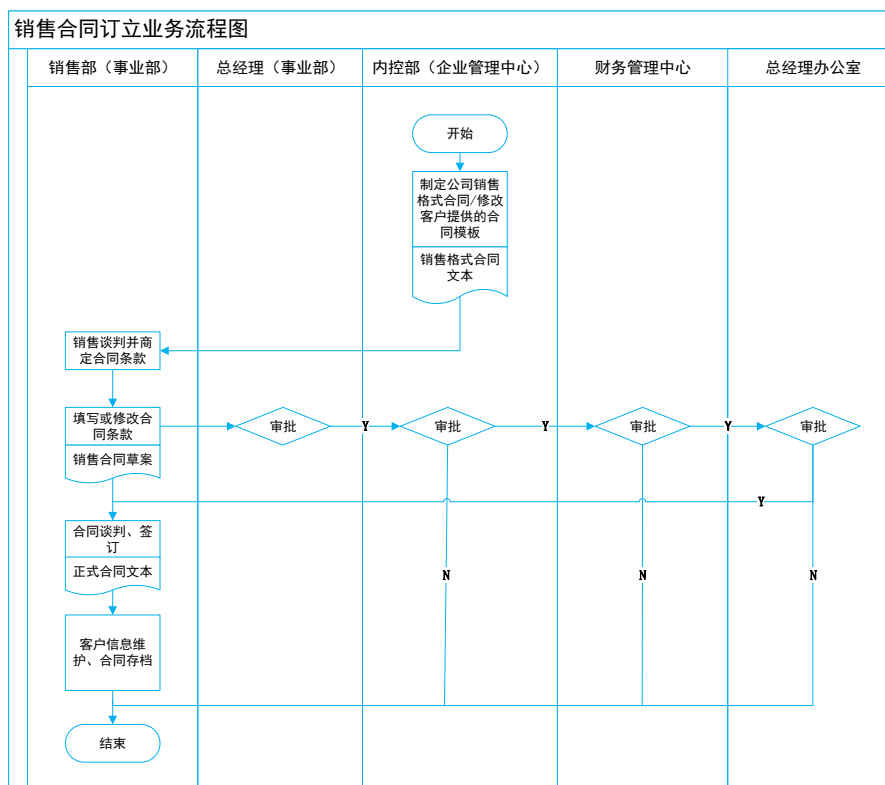 销售合同订立业务流程图
销售部（事业部）
总经理（事业部）
内控部（企业管理中心）
财务管理中心
总经理办公室
开始
制定公司销售
格式合同/修改
客户提供的合
同模板
销售格式合同
文本
销售谈判并商
定合同条款
填写或修改合
同条款
销售合同草案
审批
Y
审批
Y
审批
Y
审批
Y
合同谈判、签
订
正式合同文本
N
N
N
客户信息维
护、合同存档
结束